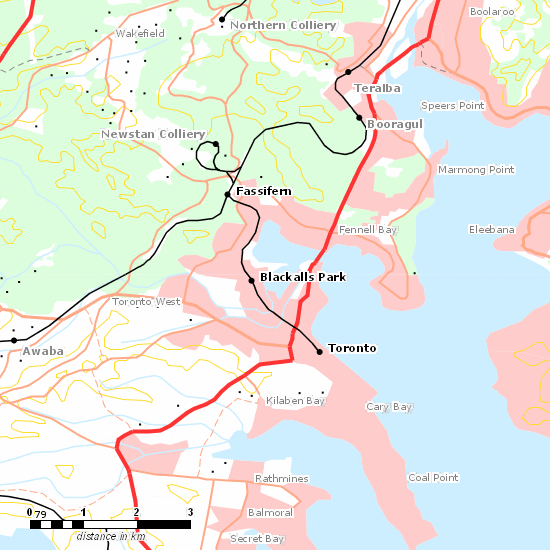 Boolaroo
Northern Colliery
Wakefield
Teralba
Speers Point
Booragul
Newstan Colliery
Marmong Point
Fassifern
Fennell Bay
Eleebana
Blackalls Park
Toronto West
Toronto
Awaba
Kilaben Bay
Cary Bay
Rathmines
Coal Point
0 79 1 2 3
Balmoral
distance in km
Secret Bay